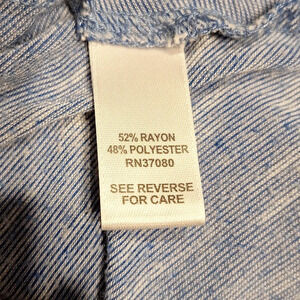 52% RAYON
48% POLYESTER
RN37080
SEE REVERSE
FOR CARE